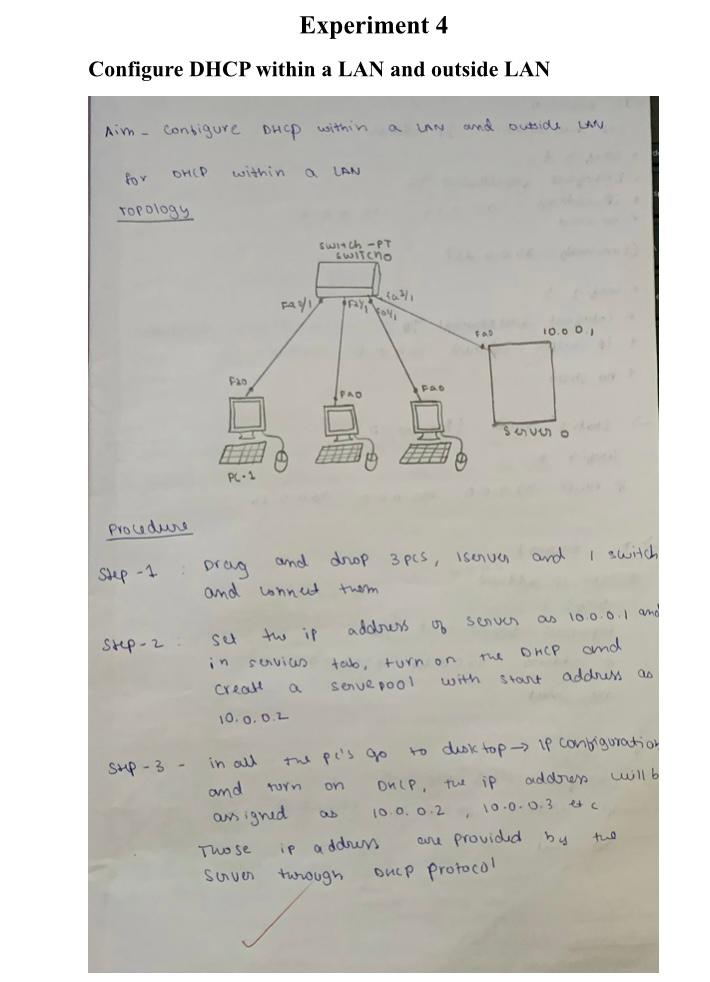 Experiment 4
Configure DHCP within a LAN and outside LAN
Aim - Configure DHCP within a LAN and outside LAN
for DHCP within a LAN
Topology
Switch-PT
Switch0
Fa0/1 Fa1/1 Fa4/1 Fa3/1
Fa0 10.0.0.1
Fa0 FA0 Fa0
Server 0
PC-1
Procedure
Step-1 : Drag and drop 3 pcs, 1server and 1 switch
and connect them
Step-2 : Set the ip address of server as 10.0.0.1 and
in services tab, turn on the DHCP and
create a serve pool with start address as
10.0.0.2
Step-3 - in all the pc's go to desktop → IP configuration
and turn on DHCP, the ip address will b
assigned as 10.0.0.2, 10.0.0.3 etc
Those ip address are provided by the
Server through DHCP protocol